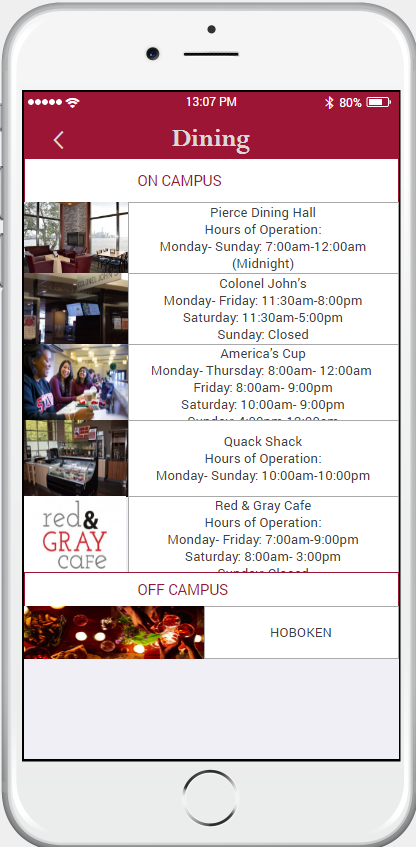 13:07 PM
80%
Dining
ON CAMPUS
Pierce Dining Hall
Hours of Operation:
Monday- Sunday: 7:00am-12:00am
(Midnight)
Colonel John's
Monday- Friday: 11:30am-8:00pm
Saturday: 11:30am-5:00pm
Sunday: Closed
America's Cup
Monday- Thursday: 8:00am- 12:00am
Friday: 8:00am- 9:00pm
Saturday: 10:00am- 9:00pm
Quack Shack
Hours of Operation:
Monday- Sunday: 10:00am-10:00pm
red&
GRAY
cafe
Red & Gray Cafe
Hours of Operation:
Monday- Friday: 7:00am-9:00pm
Saturday: 8:00am- 3:00pm
Sunday: Closed
OFF CAMPUS
HOBOKEN